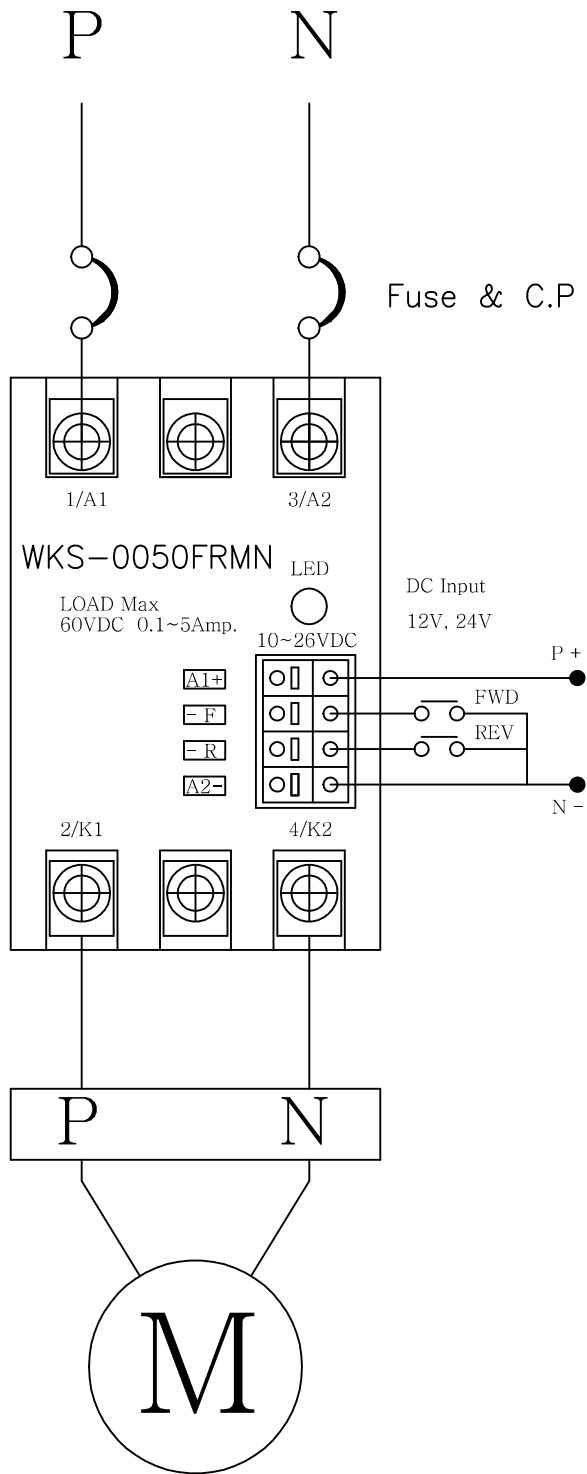 P N
Fuse & C.P
1/A1 3/A2
WKS-0050FRMN
LED
LOAD Max
60VDC 0.1~5Amp.
DC Input
12V, 24V
10~26VDC
A1+
P +
- F
FWD
- R
REV
A2-
N -
2/K1 4/K2
P N
M